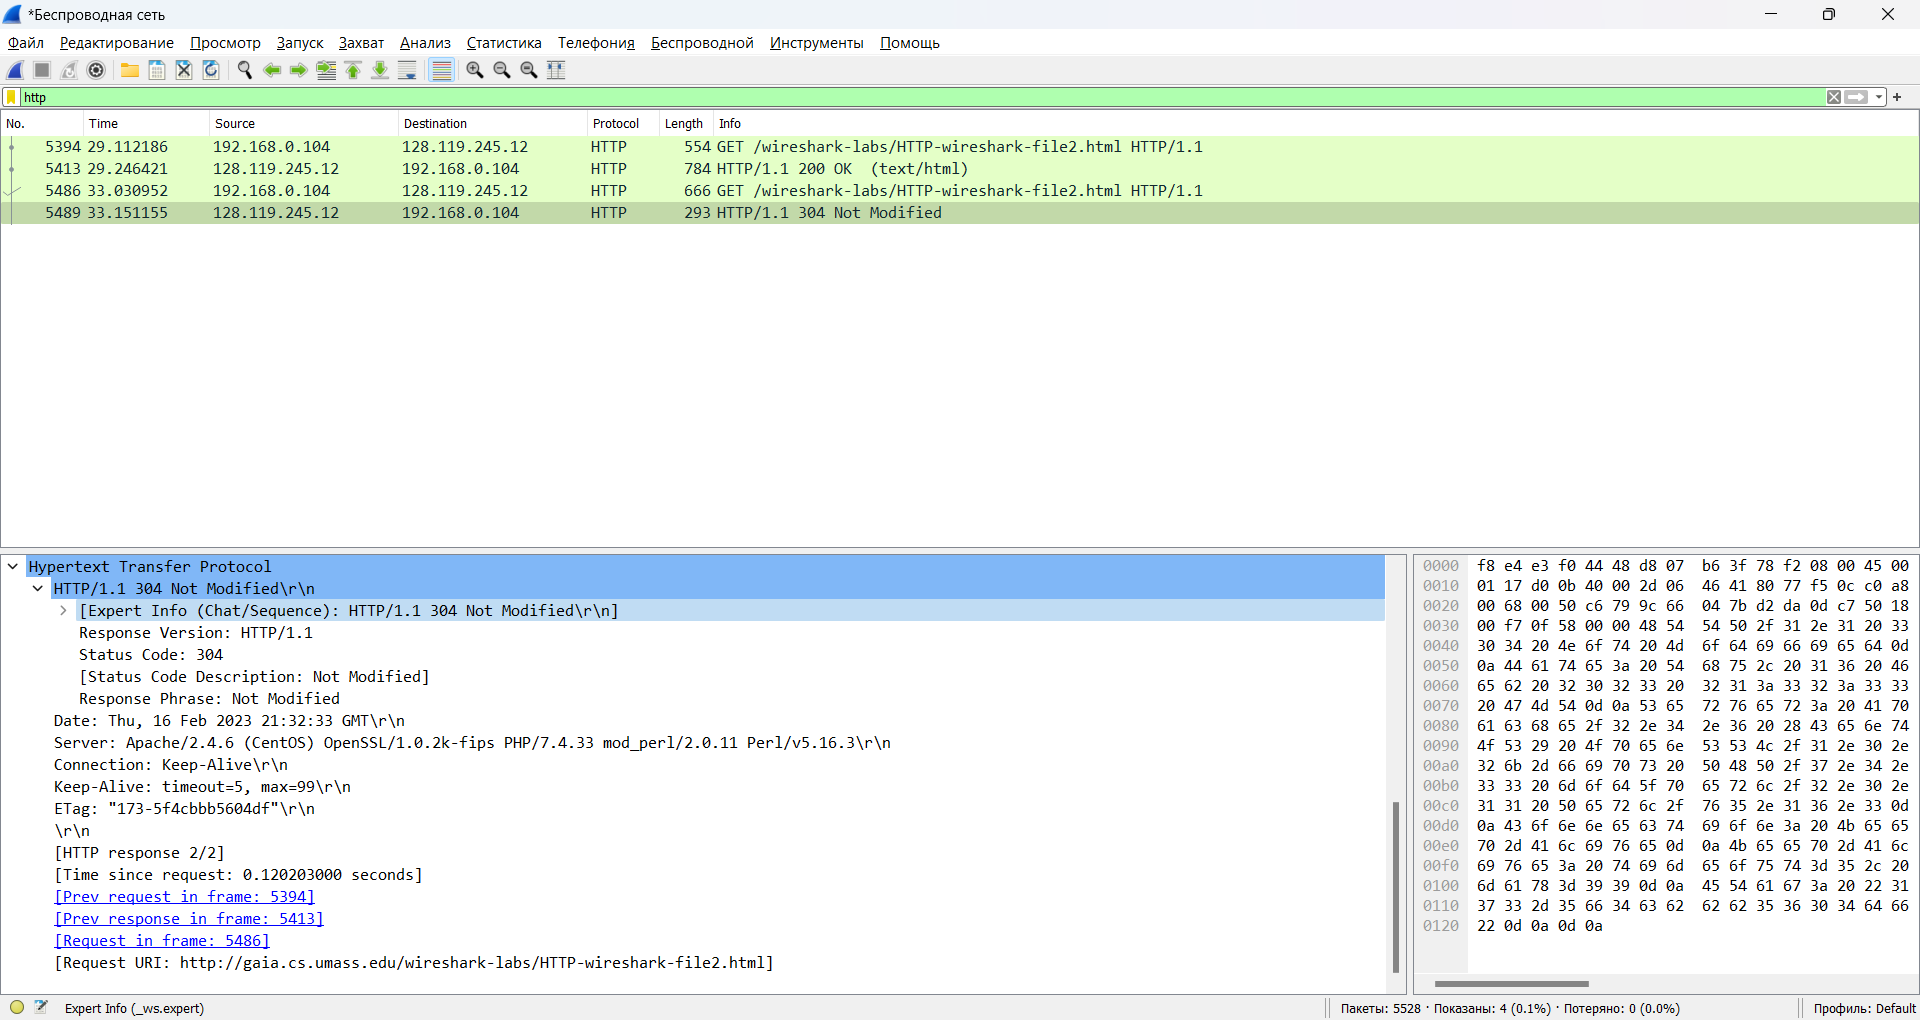 *Беспроводная сеть
Файл Редактирование Просмотр Запуск Захват Анализ Статистика Телефония Беспроводной Инструменты Помощь
http
No. Time Source Destination Protocol Length Info
5394 29.112186 192.168.0.104 128.119.245.12 HTTP 554 GET /wireshark-labs/HTTP-wireshark-file2.html HTTP/1.1
5413 29.246421 128.119.245.12 192.168.0.104 HTTP 784 HTTP/1.1 200 OK (text/html)
5486 33.030952 192.168.0.104 128.119.245.12 HTTP 666 GET /wireshark-labs/HTTP-wireshark-file2.html HTTP/1.1
5489 33.151155 128.119.245.12 192.168.0.104 HTTP 293 HTTP/1.1 304 Not Modified
Hypertext Transfer Protocol
HTTP/1.1 304 Not Modified\r\n
[Expert Info (Chat/Sequence): HTTP/1.1 304 Not Modified\r\n]
Response Version: HTTP/1.1
Status Code: 304
[Status Code Description: Not Modified]
Response Phrase: Not Modified
Date: Thu, 16 Feb 2023 21:32:33 GMT\r\n
Server: Apache/2.4.6 (CentOS) OpenSSL/1.0.2k-fips PHP/7.4.33 mod_perl/2.0.11 Perl/v5.16.3\r\n
Connection: Keep-Alive\r\n
Keep-Alive: timeout=5, max=99\r\n
ETag: "173-5f4cbbb5604df"\r\n
\r\n
[HTTP response 2/2]
[Time since request: 0.120203000 seconds]
[Prev request in frame: 5394]
[Prev response in frame: 5413]
[Request in frame: 5486]
[Request URI: http://gaia.cs.umass.edu/wireshark-labs/HTTP-wireshark-file2.html]
0000 f8 e4 e3 f0 44 48 d8 07 b6 3f 78 f2 08 00 45 00
0010 01 17 d0 0b 40 00 2d 06 46 41 80 77 f5 0c c0 a8
0020 00 68 00 50 c6 79 9c 66 04 7b d2 da 0d c7 50 18
0030 00 f7 0f 58 00 00 48 54 54 50 2f 31 2e 31 20 33
0040 30 34 20 4e 6f 74 20 4d 6f 64 69 66 69 65 64 0d
0050 0a 44 61 74 65 3a 20 54 68 75 2c 20 31 36 20 46
0060 65 62 20 32 30 32 33 20 32 31 3a 33 32 3a 33 33
0070 20 47 4d 54 0d 0a 53 65 72 76 65 72 3a 20 41 70
0080 61 63 68 65 2f 32 2e 34 2e 36 20 28 43 65 6e 74
0090 4f 53 29 20 4f 70 65 6e 53 53 4c 2f 31 2e 30 2e
00a0 32 6b 2d 66 69 70 73 20 50 48 50 2f 37 2e 34 2e
00b0 33 33 20 6d 6f 64 5f 70 65 72 6c 2f 32 2e 30 2e
00c0 31 31 20 50 65 72 6c 2f 76 35 2e 31 36 2e 33 0d
00d0 0a 43 6f 6e 6e 65 63 74 69 6f 6e 3a 20 4b 65 65
00e0 70 2d 41 6c 69 76 65 0d 0a 4b 65 65 70 2d 41 6c
00f0 69 76 65 3a 20 74 69 6d 65 6f 75 74 3d 35 2c 20
0100 6d 61 78 3d 39 39 0d 0a 45 54 61 67 3a 20 22 31
0110 37 33 2d 35 66 34 63 62 62 62 35 36 30 34 64 66
0120 22 0d 0a 0d 0a
Expert Info (_ws.expert) Пакеты: 5528 · Показаны: 4 (0.1%) · Потеряно: 0 (0.0%) Профиль: Default